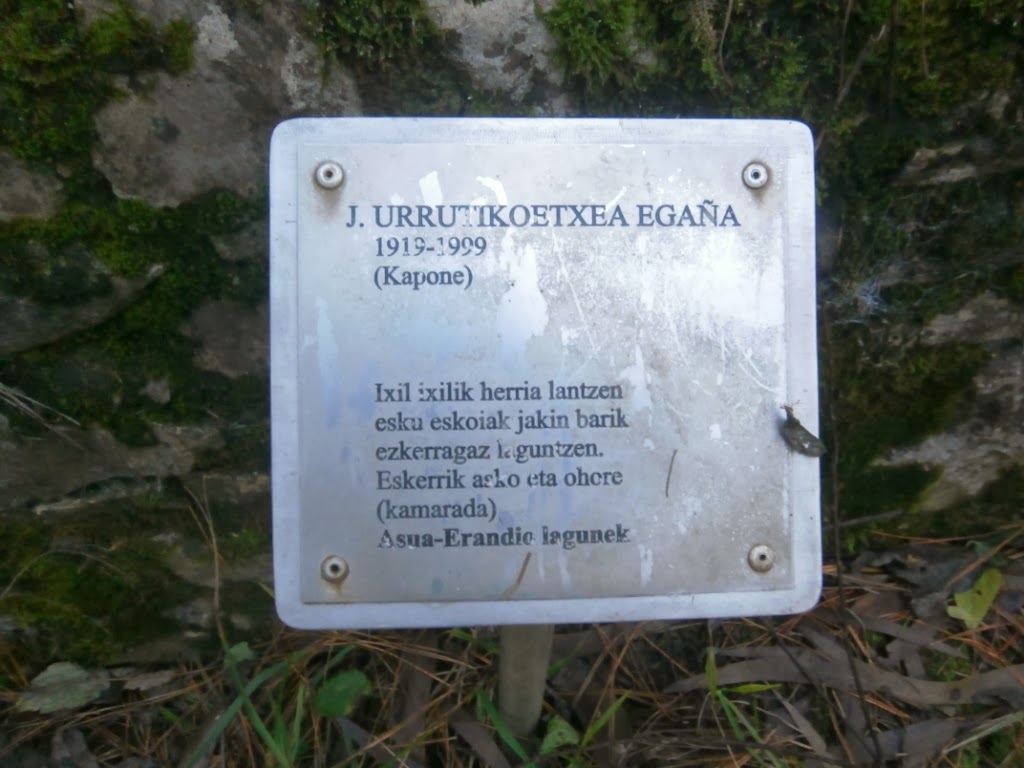 J. URRUTIKOETXEA EGAÑA
1919-1999
(Kapone)
Ixil ixilik herria lantzen
esku eskoiak jakin barik
ezkerragaz laguntzen.
Eskerrik asko eta ohore
(kamarada)
Asua-Erandio lagunek